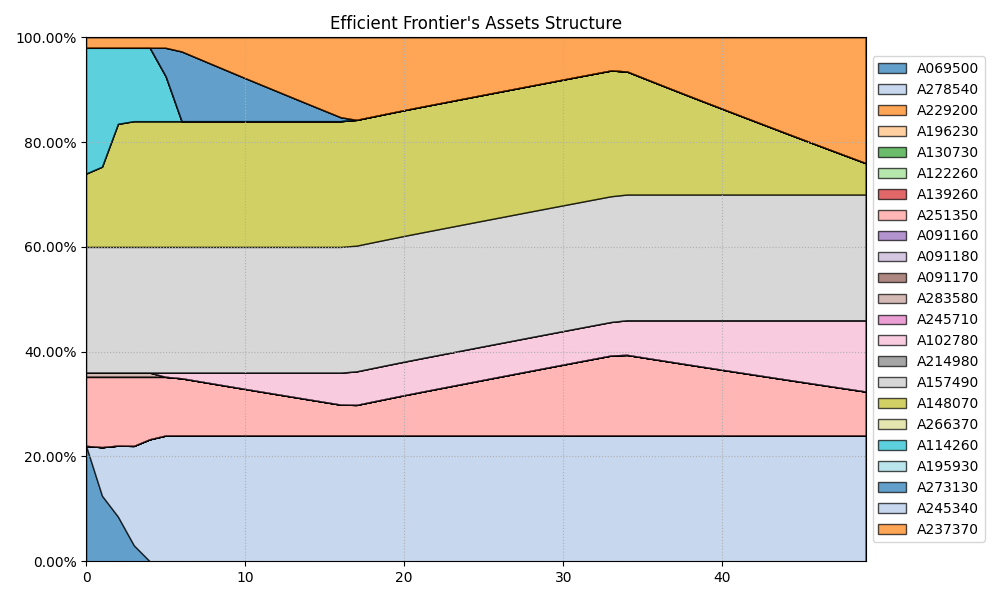 Efficient Frontier's Assets Structure
100.00%
80.00%
60.00%
40.00%
20.00%
0.00%
0
10
20
30
40
A069500
A278540
A229200
A196230
A130730
A122260
A139260
A251350
A091160
A091180
A091170
A283580
A245710
A102780
A214980
A157490
A148070
A266370
A114260
A195930
A273130
A245340
A237370